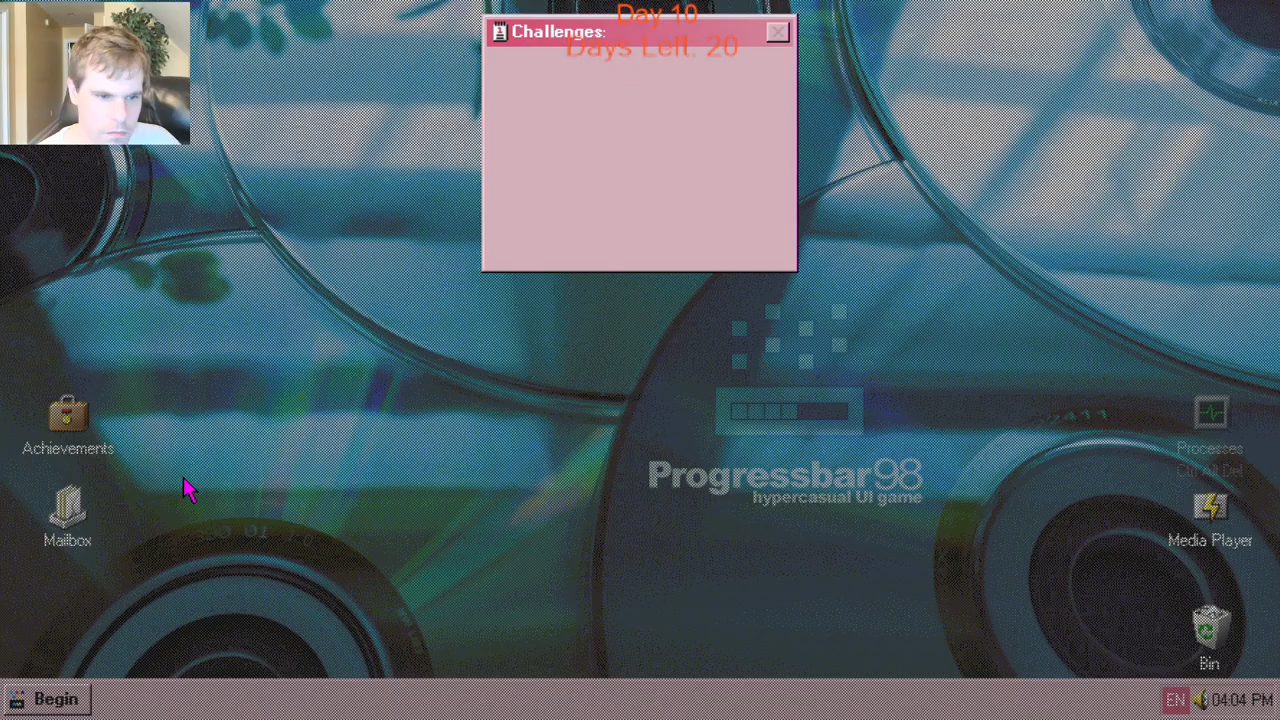 Day 10
Challenges:
Days Left: 20
Achievements
Mailbox
Progressbar98
hypercasual UI game
Processes
Ctrl Alt Del
Media Player
Bin
Begin
EN
04:04 PM